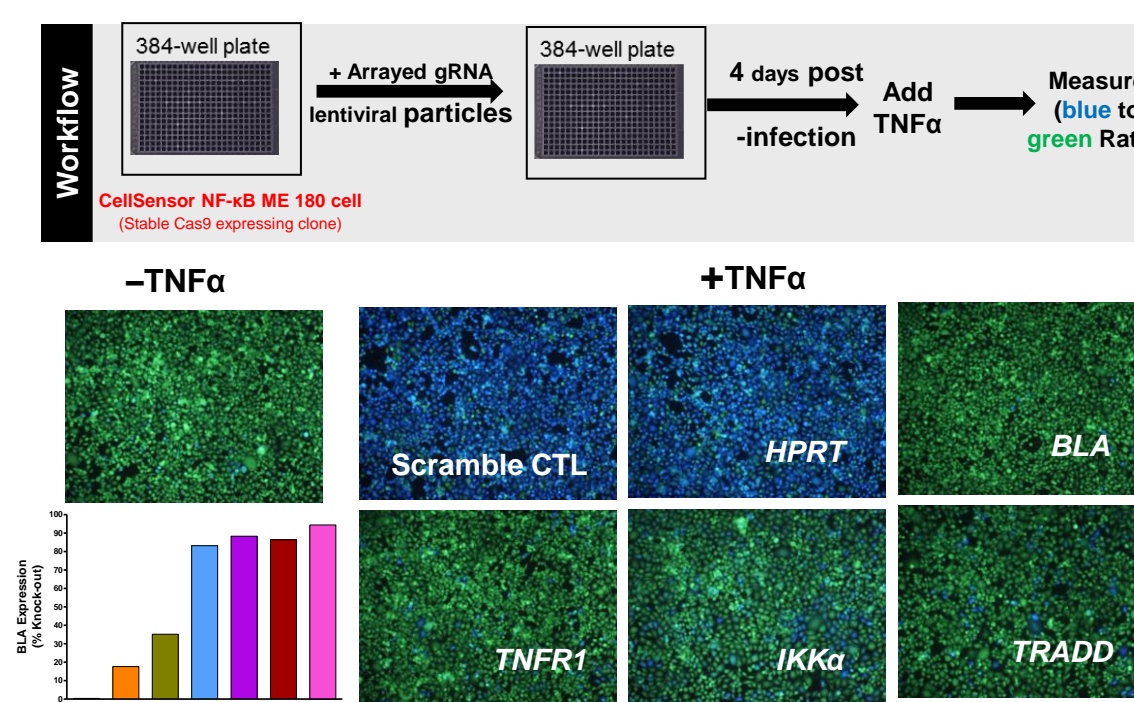 Workflow
384-well plate
CellSensor NF-κB ME 180 cell
(Stable Cas9 expressing clone)
+ Arrayed gRNA
lentiviral particles
384-well plate
4 days post
-infection
Add
TNFα
Measure
(blue to
green Rat
–TNFα
+TNFα
Scramble CTL
HPRT
BLA
TNFR1
IKKα
TRADD
BLA Expression
(% Knock-out)
100
90
80
70
60
50
40
30
20
10
0